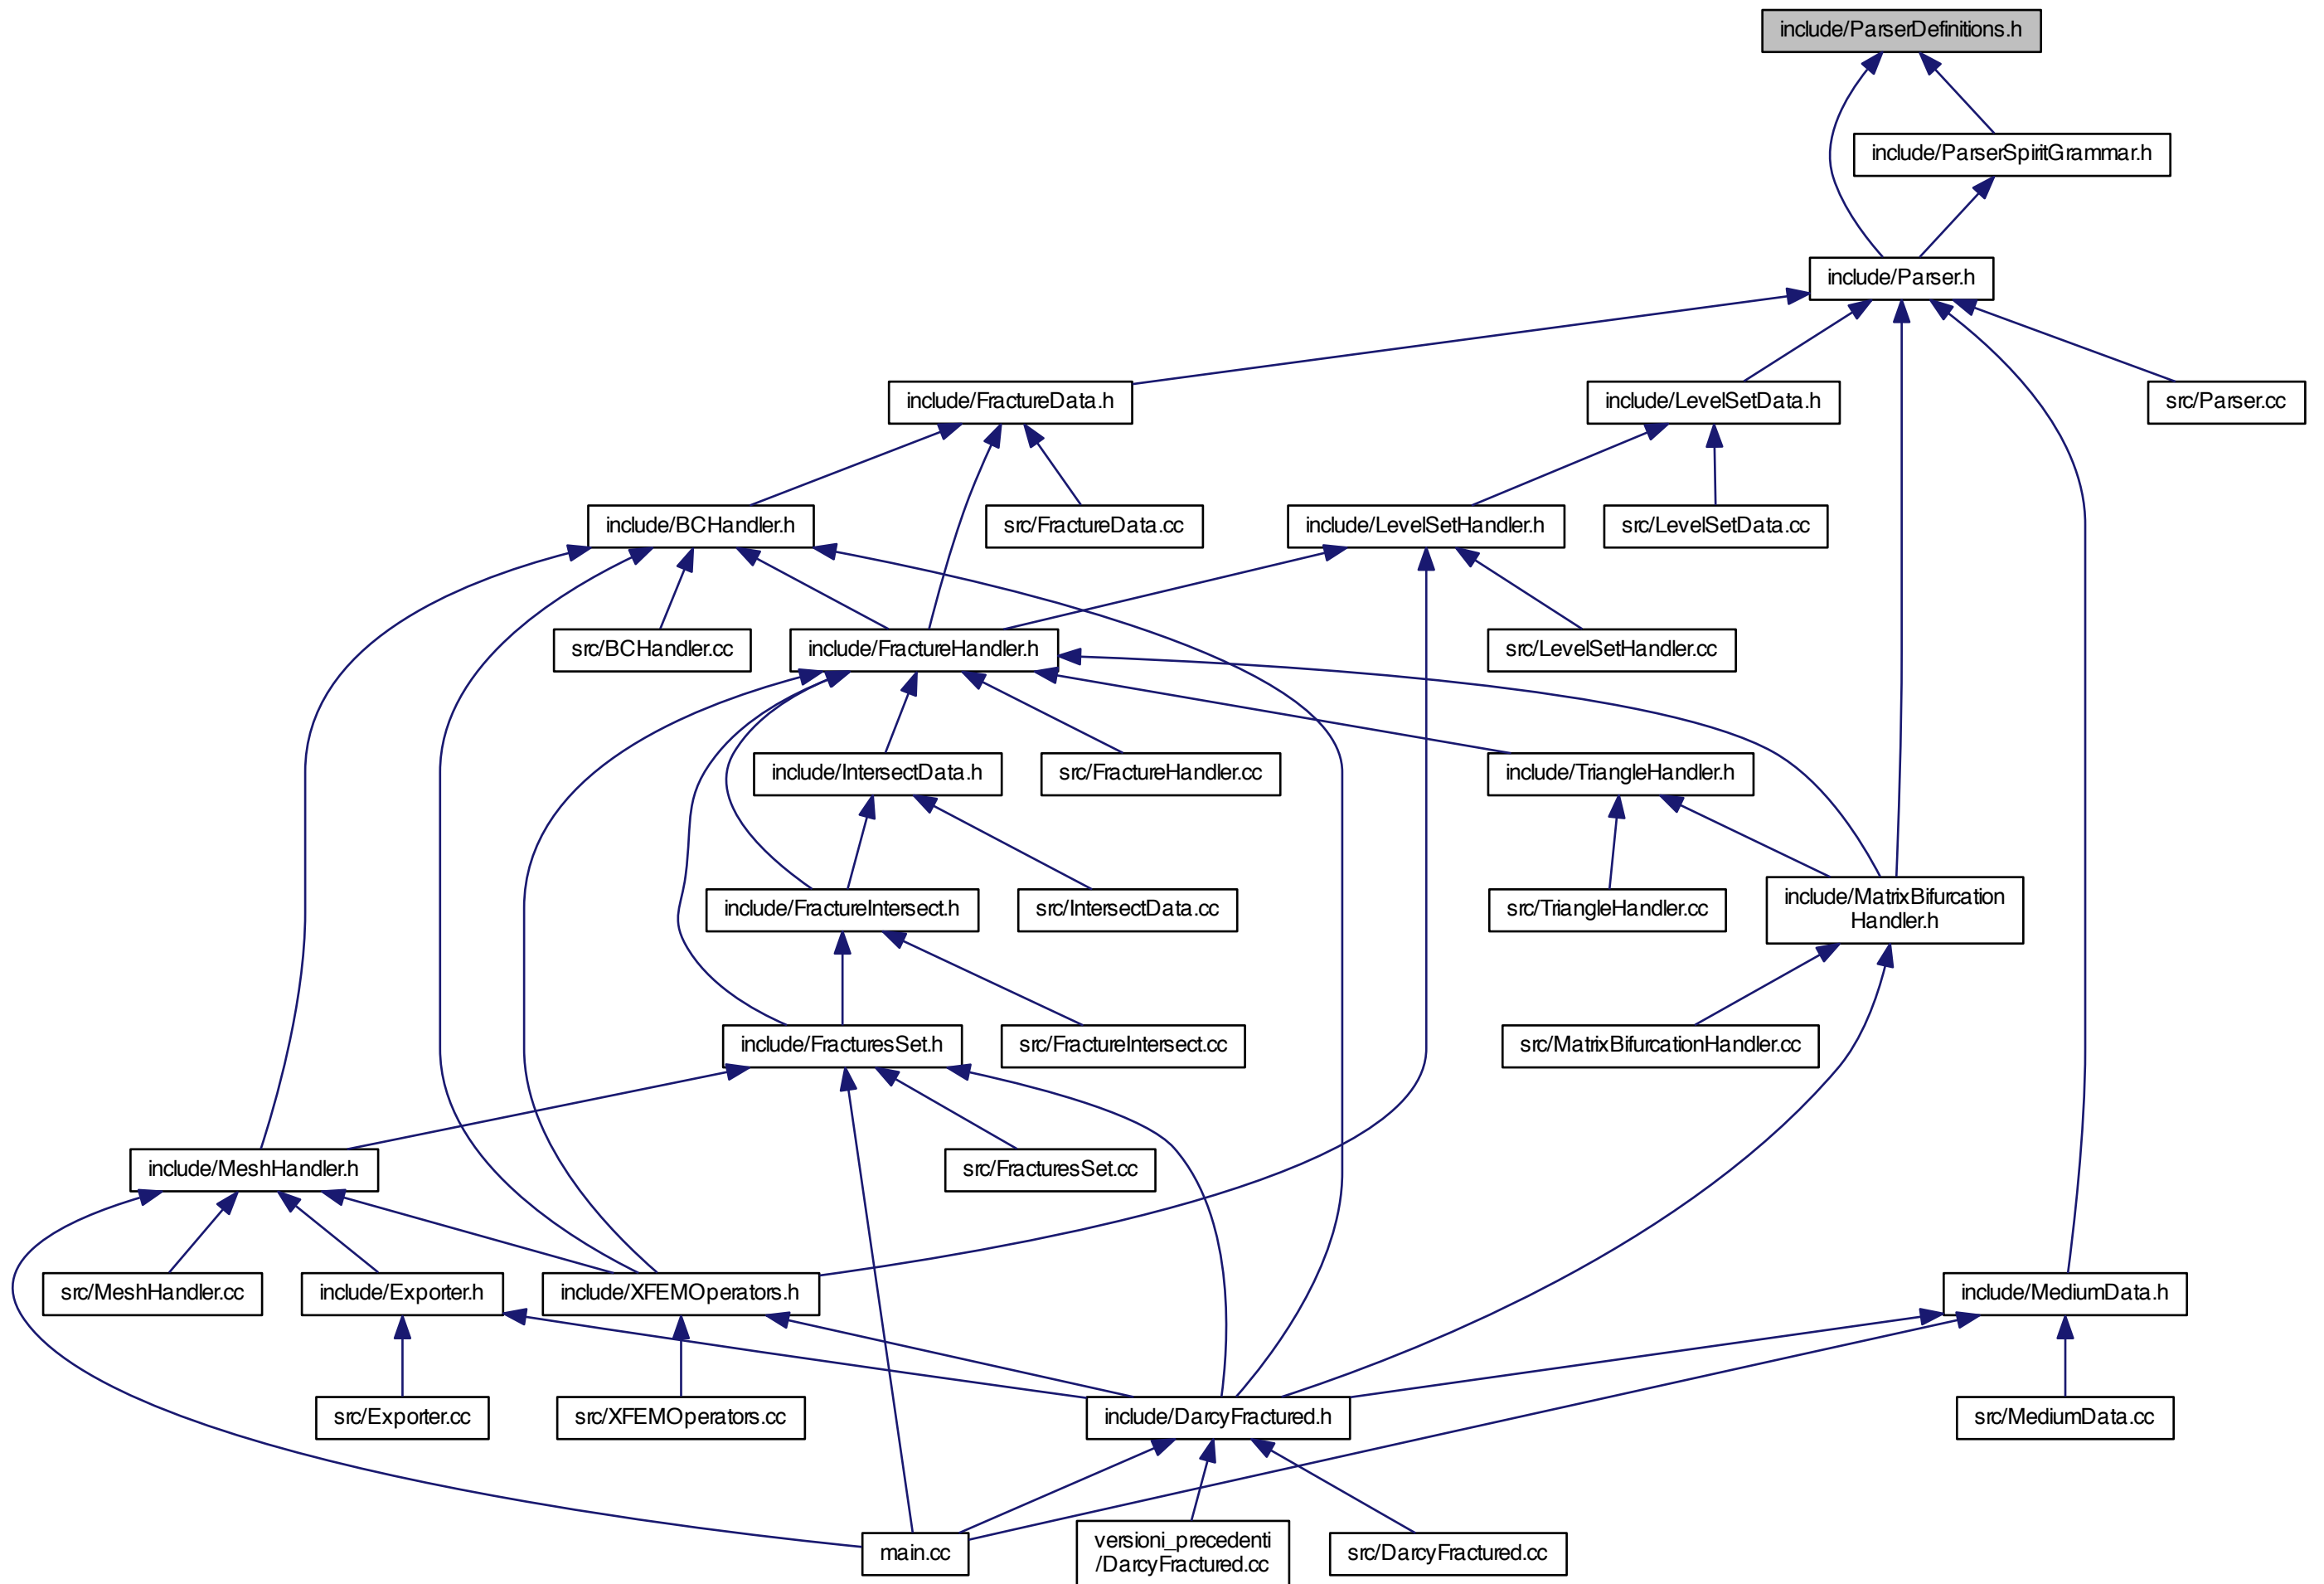 include/ParserDefinitions.h
include/ParserSpiritGrammar.h
include/Parser.h
include/FractureData.h
include/LevelSetData.h
src/Parser.cc
include/BCHandler.h
src/FractureData.cc
include/LevelSetHandler.h
src/LevelSetData.cc
src/BCHandler.cc
include/FractureHandler.h
src/LevelSetHandler.cc
include/IntersectData.h
src/FractureHandler.cc
include/TriangleHandler.h
include/FractureIntersect.h
src/IntersectData.cc
src/TriangleHandler.cc
include/MatrixBifurcation
Handler.h
include/FracturesSet.h
src/FractureIntersect.cc
src/MatrixBifurcationHandler.cc
include/MeshHandler.h
src/FracturesSet.cc
src/MeshHandler.cc
include/Exporter.h
include/XFEMOperators.h
include/MediumData.h
src/Exporter.cc
src/XFEMOperators.cc
include/DarcyFractured.h
src/MediumData.cc
main.cc
versioni_precedenti
/DarcyFractured.cc
src/DarcyFractured.cc